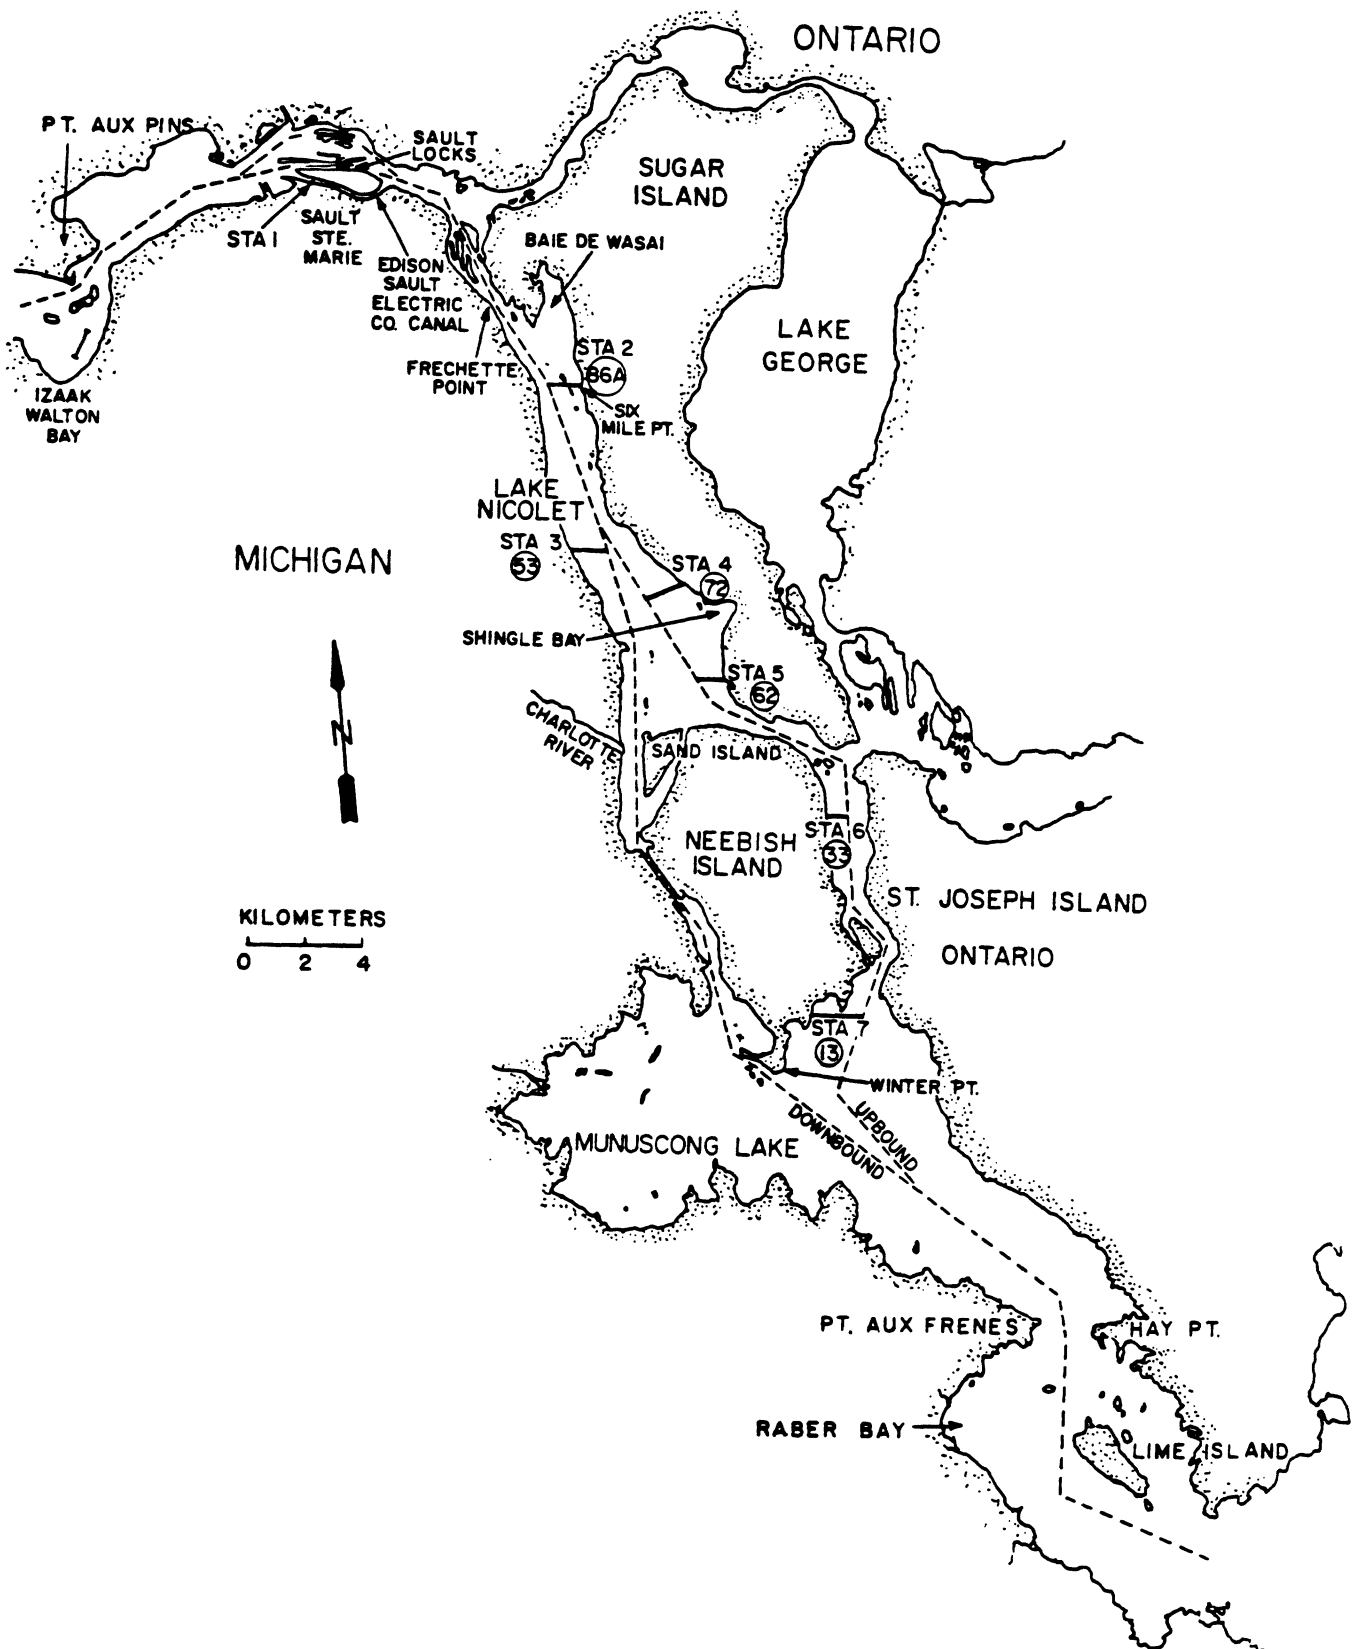 ONTARIO
PT. AUX PINS
SAULT
LOCKS
SUGAR
ISLAND
STA 1
SAULT
STE.
MARIE
BAIE DE WASAI
EDISON
SAULT
ELECTRIC
CO. CANAL
LAKE
GEORGE
STA 2
86A
FRECHETTE
POINT
IZAAK
WALTON
BAY
SIX
MILE PT.
LAKE
NICOLET
STA 3
53
MICHIGAN
STA 4
72
SHINGLE BAY
STA 5
62
N
CHARLOTTE
RIVER
SAND ISLAND
STA 6
33
NEEBISH
ISLAND
ST. JOSEPH ISLAND
ONTARIO
KILOMETERS
0 2 4
STA 7
13
WINTER PT.
UPBOUND
DOWNBOUND
MUNUSCONG LAKE
PT. AUX FRENES
HAY PT.
RABER BAY
LIME ISLAND